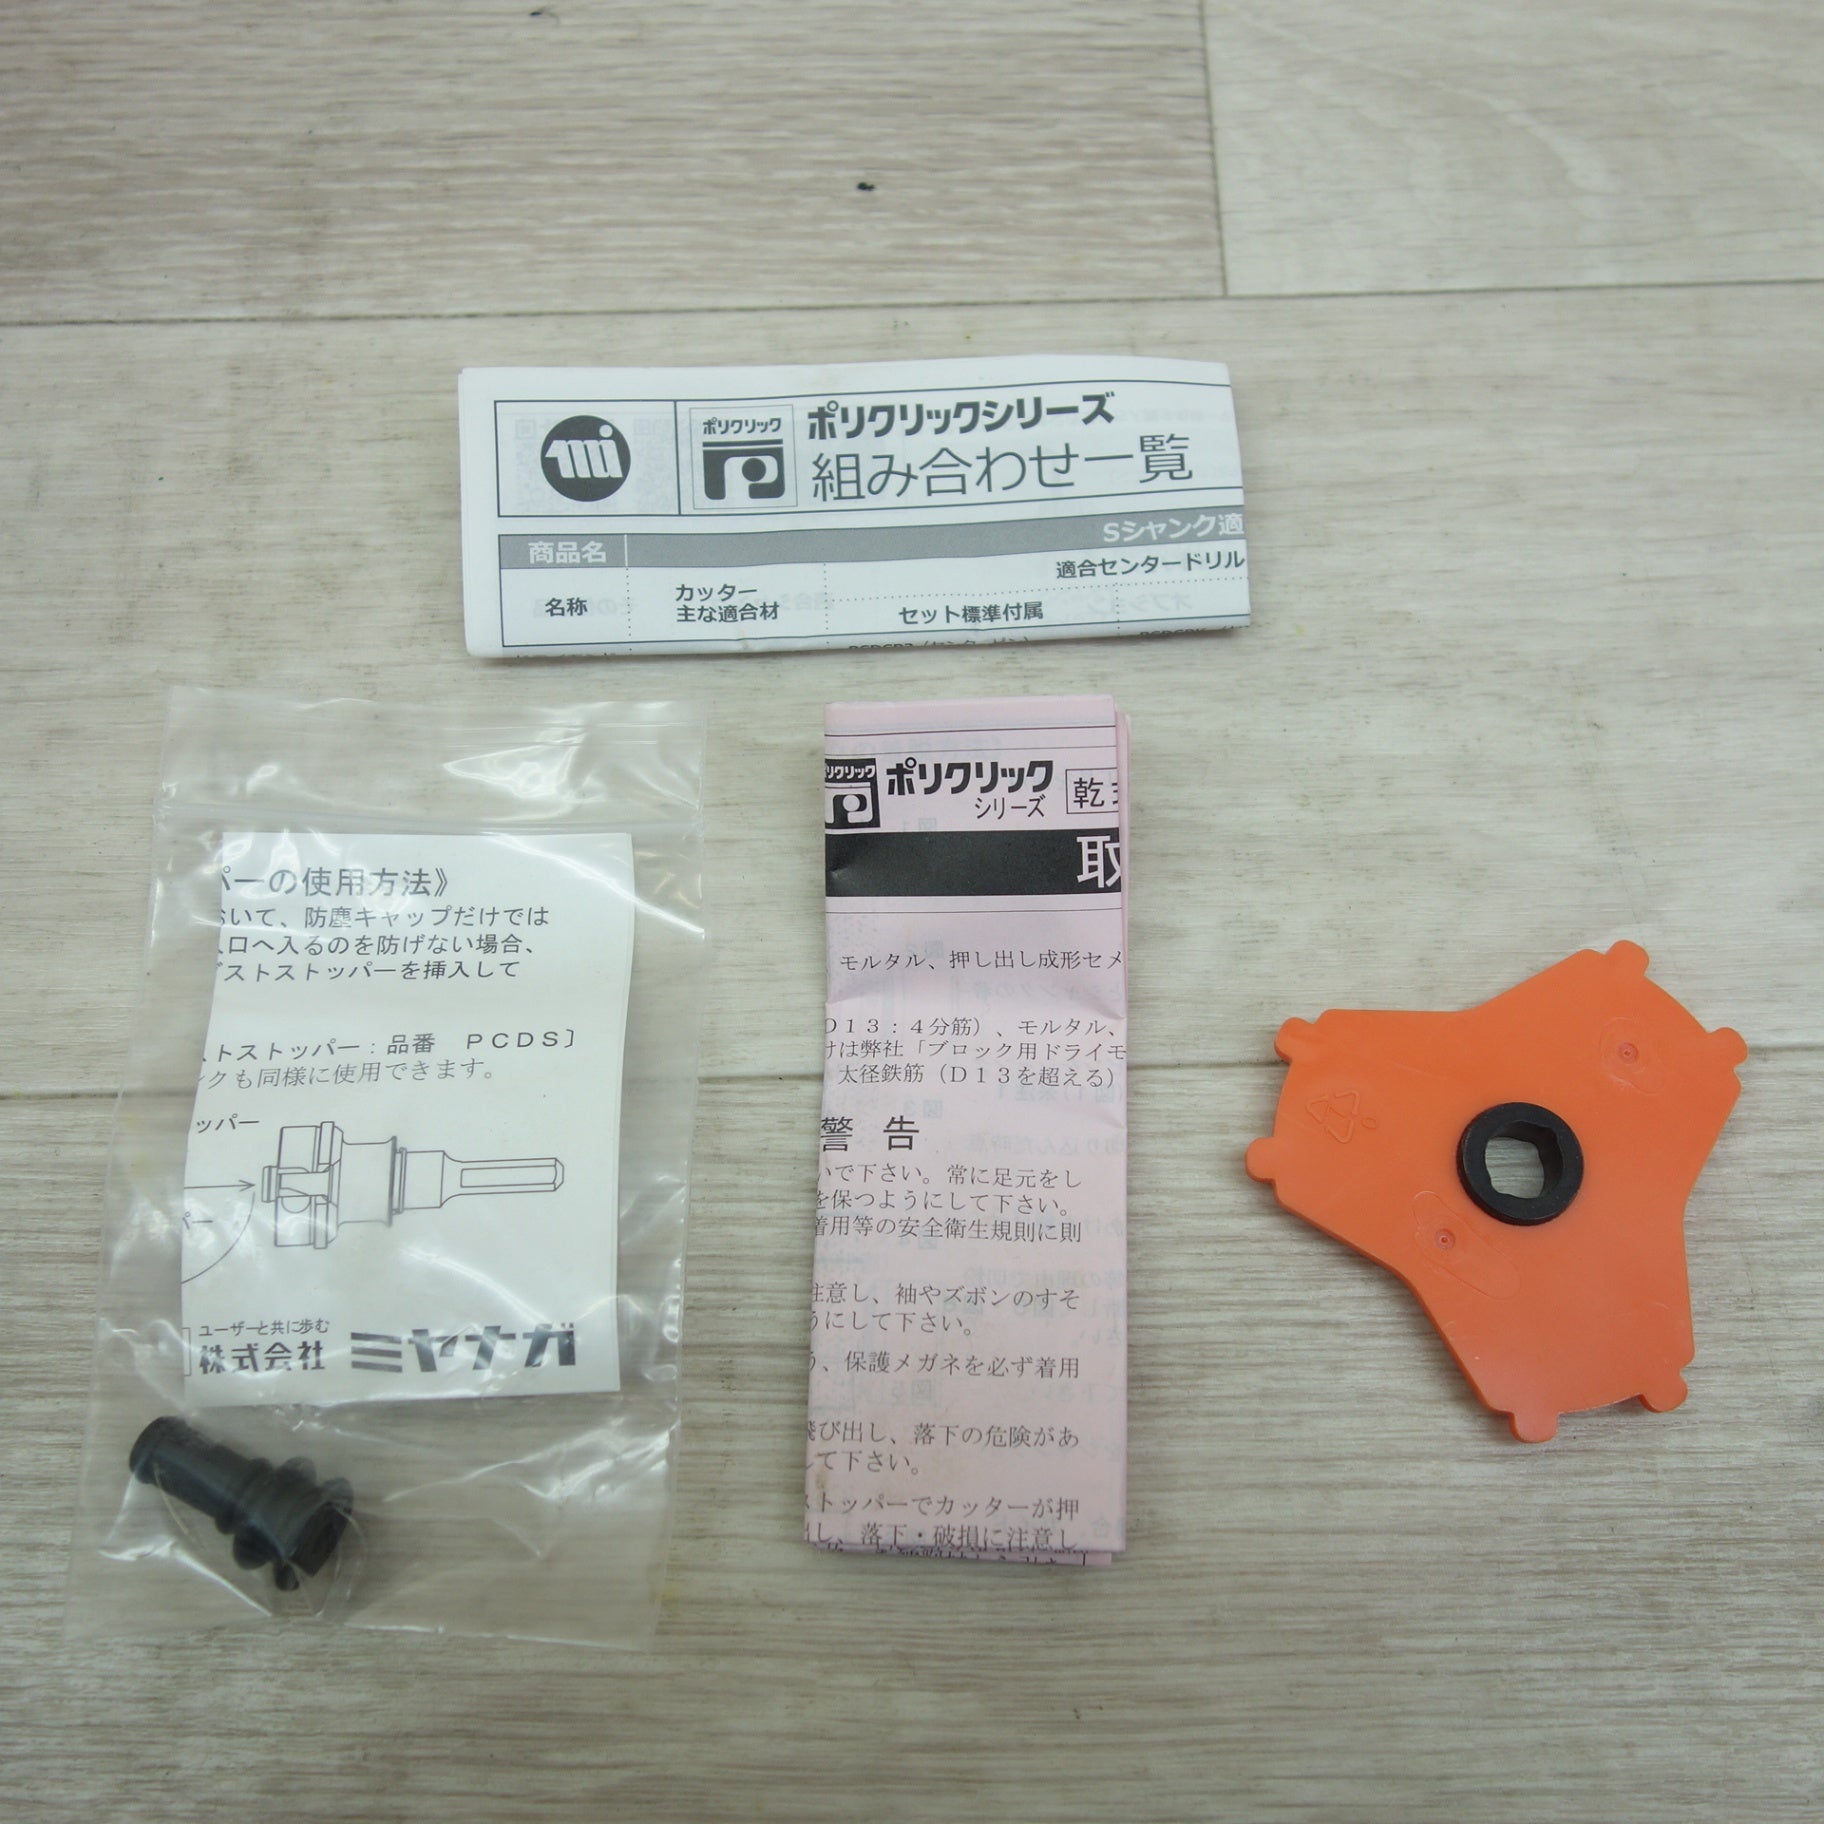 ポリクリック
ポリクリックシリーズ
組み合わせ一覧
Sシャンク適
商品名
適合センタードリル
名称
カッター
主な適合材
セット標準付属
パーの使用方法》
おいて、防塵キャップだけでは
口へ入るのを防げない場合、
ダストストッパーを挿入して
ストストッパー：品番　ＰＣＤＳ］
ンクも同様に使用できます。
ッパー
パー
ユーザーと共に歩む
株式会社 ミヤナガ
リクリック
ポリクリック
シリーズ
乾式
取
モルタル、押し出し成形セメ
Ｄ１３：４分筋）、モルタル、
けは弊社「ブロック用ドライモ
太径鉄筋（Ｄ１３を超える）
警 告
いで下さい。常に足元をし
を保つようにして下さい。
着用等の安全衛生規則に則
注意し、袖やズボンのすそ
うにして下さい。
う、保護メガネを必ず着用
飛び出し、落下の危険があ
して下さい。
ストッパーでカッターが押
出し、落下・破損に注意し